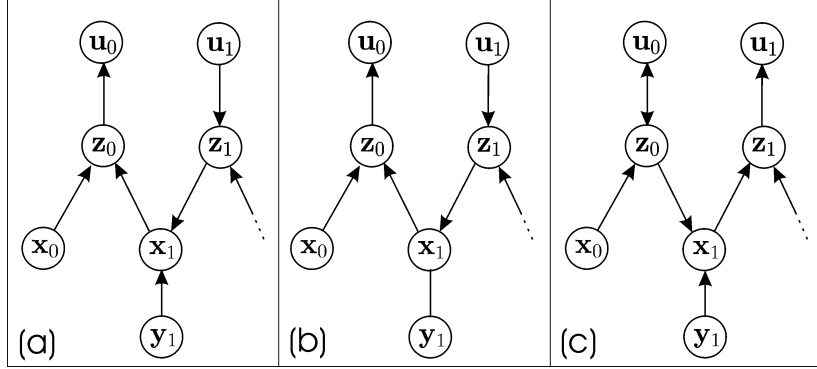 u₀ u₁ u₀ u₁ u₀ u₁
z₀ z₁ z₀ z₁ z₀ z₁
x₀ x₁ x₀ x₁ x₀ x₁
y₁ y₁ y₁
(a) (b) (c)